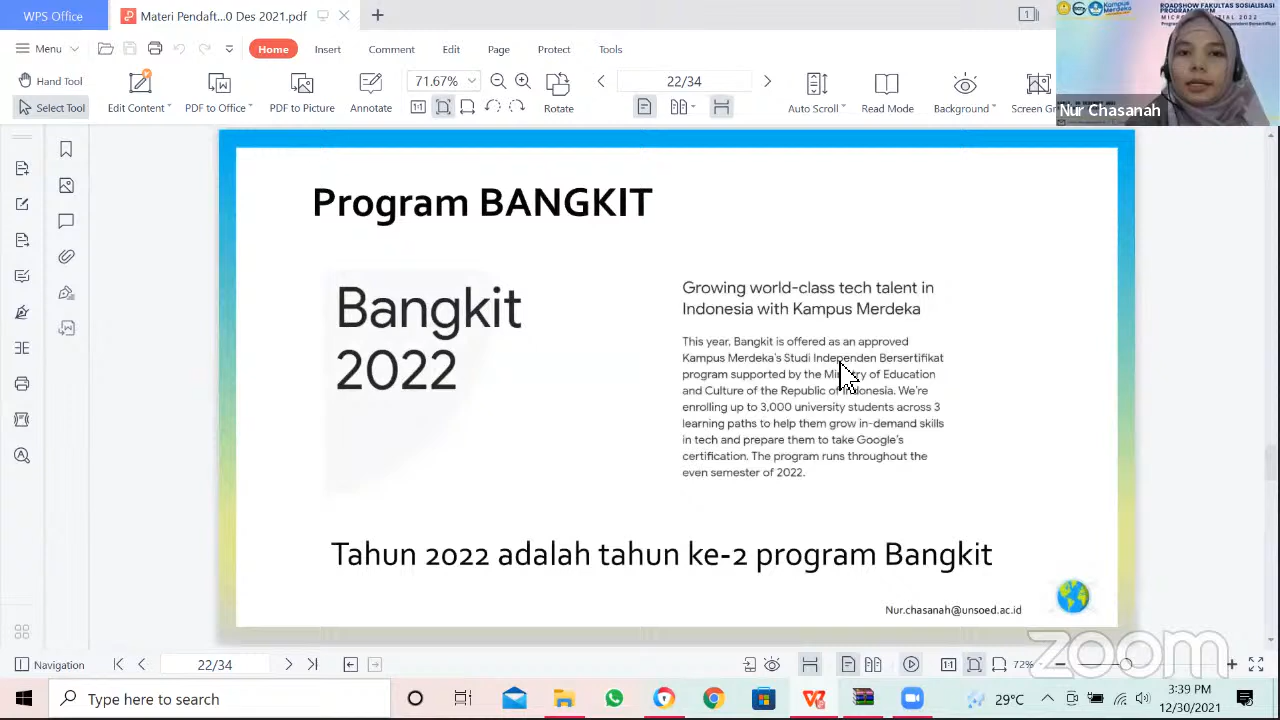 WPS Office
Materi Pendaft... 0 Des 2021.pdf
Menu
Home
Insert
Comment
Edit
Page
Protect
Tools
Hand Tool
Select Tool
Edit Content
PDF to Office
PDF to Picture
Annotate
71.67%
Rotate
22/34
Auto Scroll
Read Mode
Background
Screen Gr
ROADSHOW FAKULTAS SOSIALISASI
Nur Chasanah
Program BANGKIT
Bangkit
2022
Growing world-class tech talent in
Indonesia with Kampus Merdeka
This year, Bangkit is offered as an approved
Kampus Merdeka's Studi Independen Bersertifikat
program supported by the Ministry of Education
and Culture of the Republic of Indonesia. We're
enrolling up to 3,000 university students across 3
learning paths to help them grow in-demand skills
in tech and prepare them to take Google's
certification. The program runs throughout the
even semester of 2022.
Tahun 2022 adalah tahun ke-2 program Bangkit
Nur.chasanah@unsoed.ac.id
zoom
Navigation
22/34
72%
Type here to search
29°C
3:39 PM
12/30/2021